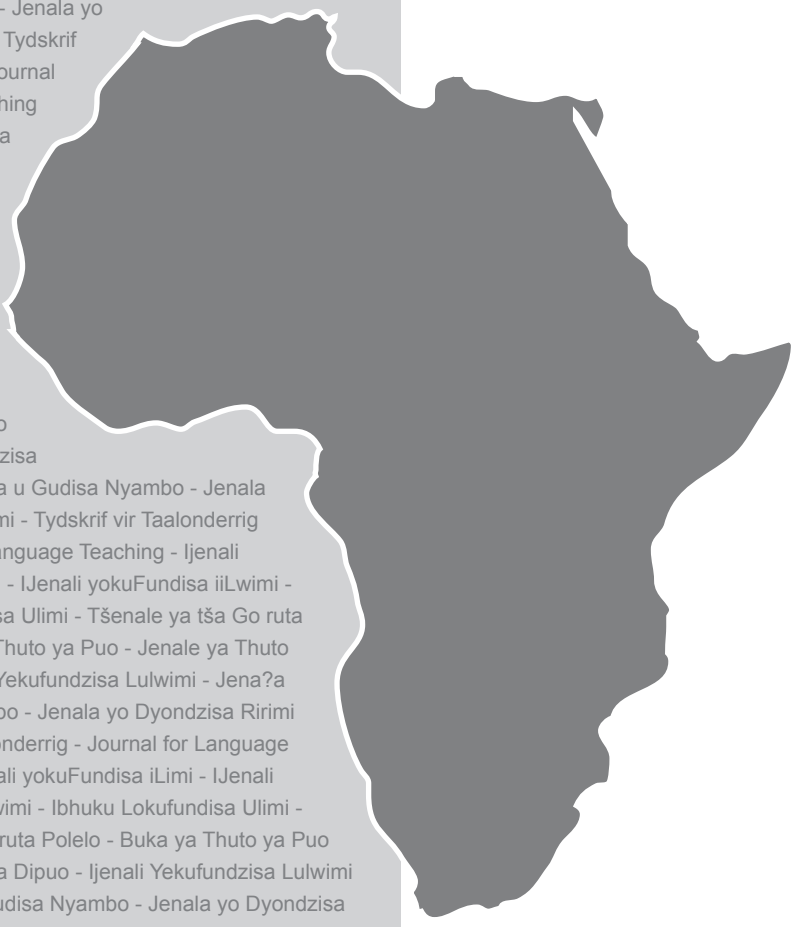 - Jenala yo
Tydskrif
ournal
hing
a
o
zisa
a u Gudisa Nyambo - Jenala
mi - Tydskrif vir Taalonderrig
anguage Teaching - Ijenali
- IJenali yokuFundisa iiLwimi -
sa Ulimi - Tšenale ya tša Go ruta
Thuto ya Puo - Jenale ya Thuto
Yekufundzisa Lulwimi - Jena?a
bo - Jenala yo Dyondzisa Ririmi
onderrig - Journal for Language
ali yokuFundisa iLimi - IJenali
wimi - Ibhuku Lokufundisa Ulimi -
ruta Polelo - Buka ya Thuto ya Puo
a Dipuo - Ijenali Yekufundzisa Lulwimi
udisa Nyambo - Jenala yo Dyondzisa